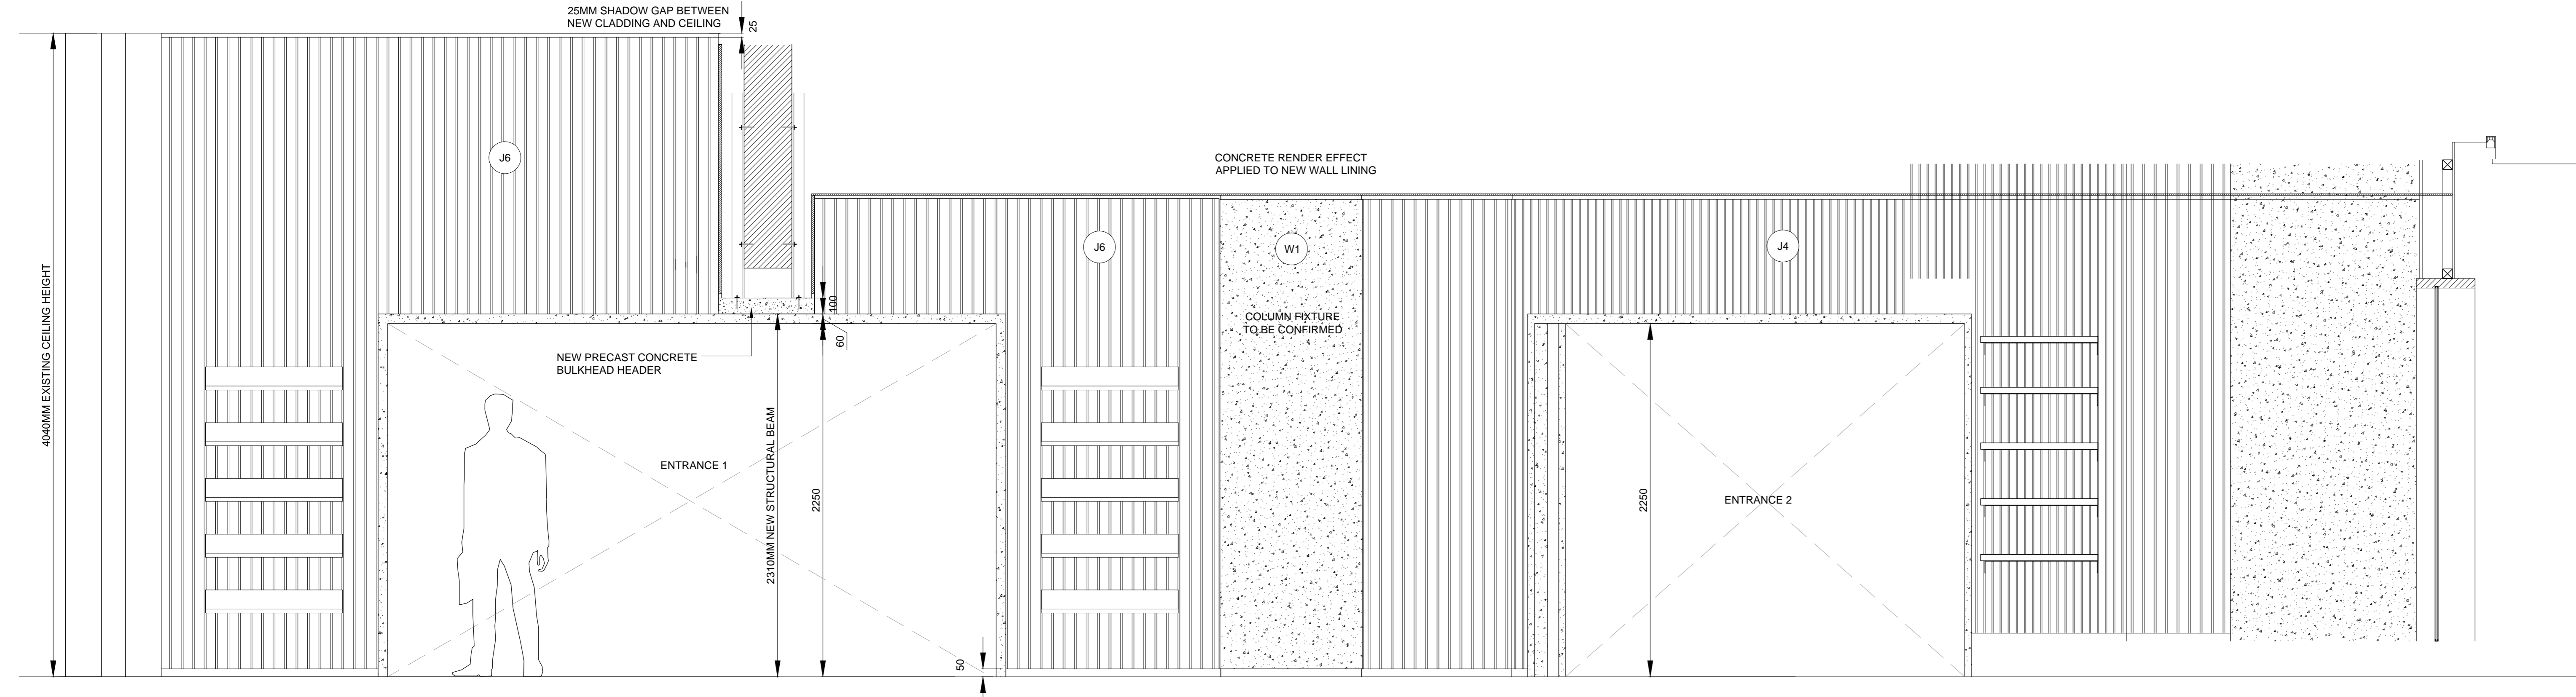 25MM SHADOW GAP BETWEEN
NEW CLADDING AND CEILING
25
J6
CONCRETE RENDER EFFECT
APPLIED TO NEW WALL LINING
J6
W1
J4
4040MM EXISTING CEILING HEIGHT
100
60
COLUMN FIXTURE
TO BE CONFIRMED
NEW PRECAST CONCRETE
BULKHEAD HEADER
ENTRANCE 1
2310MM NEW STRUCTURAL BEAM
2250
2250
ENTRANCE 2
50